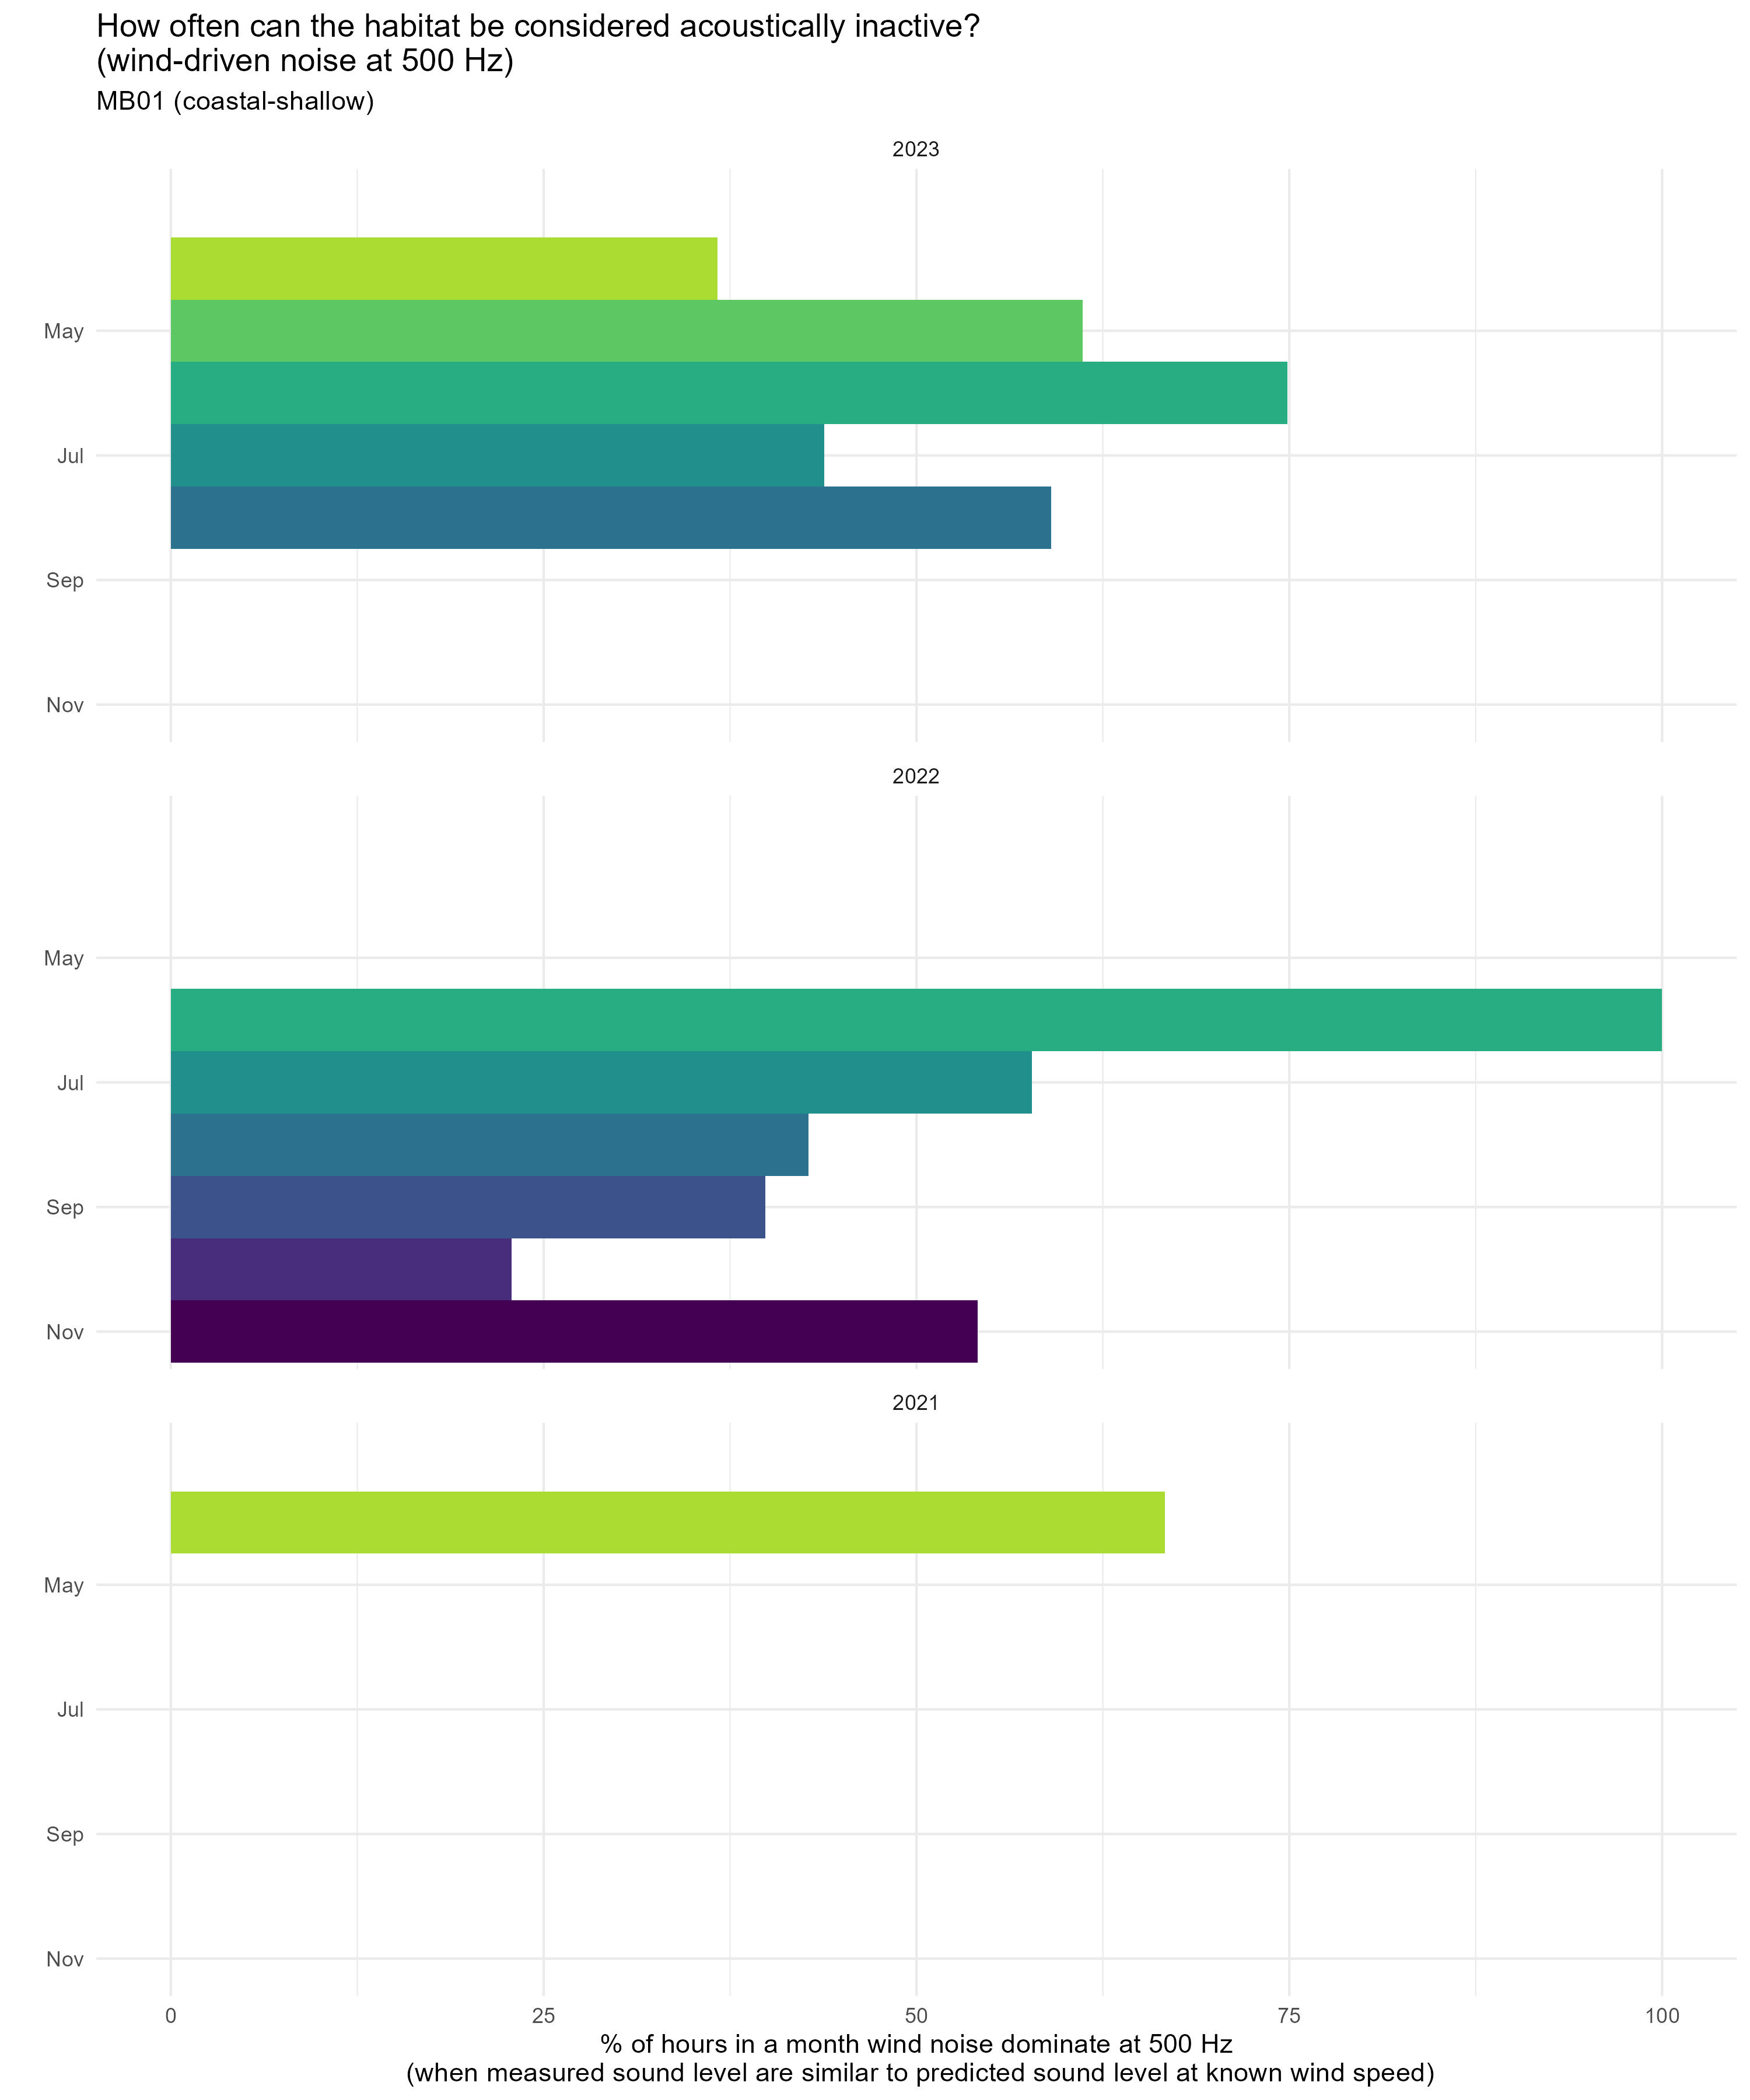 How often can the habitat be considered acoustically inactive?
(wind-driven noise at 500 Hz)
MB01 (coastal-shallow)
2023
May
Jul
Sep
Nov
2022
May
Jul
Sep
Nov
2021
May
Jul
Sep
Nov
0 25 50 75 100
% of hours in a month wind noise dominate at 500 Hz
(when measured sound level are similar to predicted sound level at known wind speed)